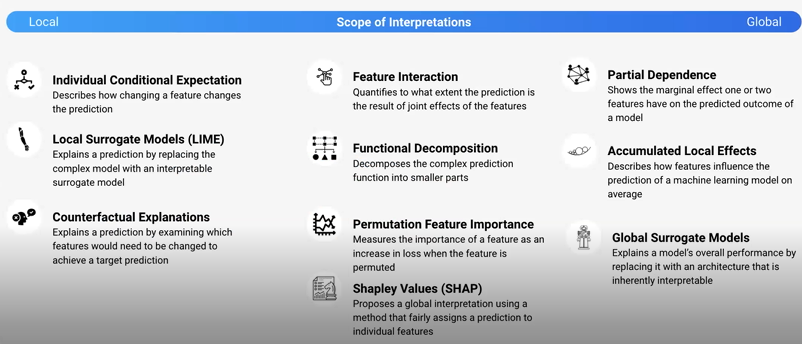 Local
Scope of Interpretations
Global
Individual Conditional Expectation
Describes how changing a feature changes
the prediction
Local Surrogate Models (LIME)
Explains a prediction by replacing the
complex model with an interpretable
surrogate model
Counterfactual Explanations
Explains a prediction by examining which
features would need to be changed to
achieve a target prediction
Feature Interaction
Quantifies to what extent the prediction is
the result of joint effects of the features
Functional Decomposition
Decomposes the complex prediction
function into smaller parts
Permutation Feature Importance
Measures the importance of a feature as an
increase in loss when the feature is
permuted
Shapley Values (SHAP)
Proposes a global interpretation using a
method that fairly assigns a prediction to
individual features
Partial Dependence
Shows the marginal effect one or two
features have on the predicted outcome of
a model
Accumulated Local Effects
Describes how features influence the
prediction of a machine learning model on
average
Global Surrogate Models
Explains a model's overall performance by
replacing it with an architecture that is
inherently interpretable